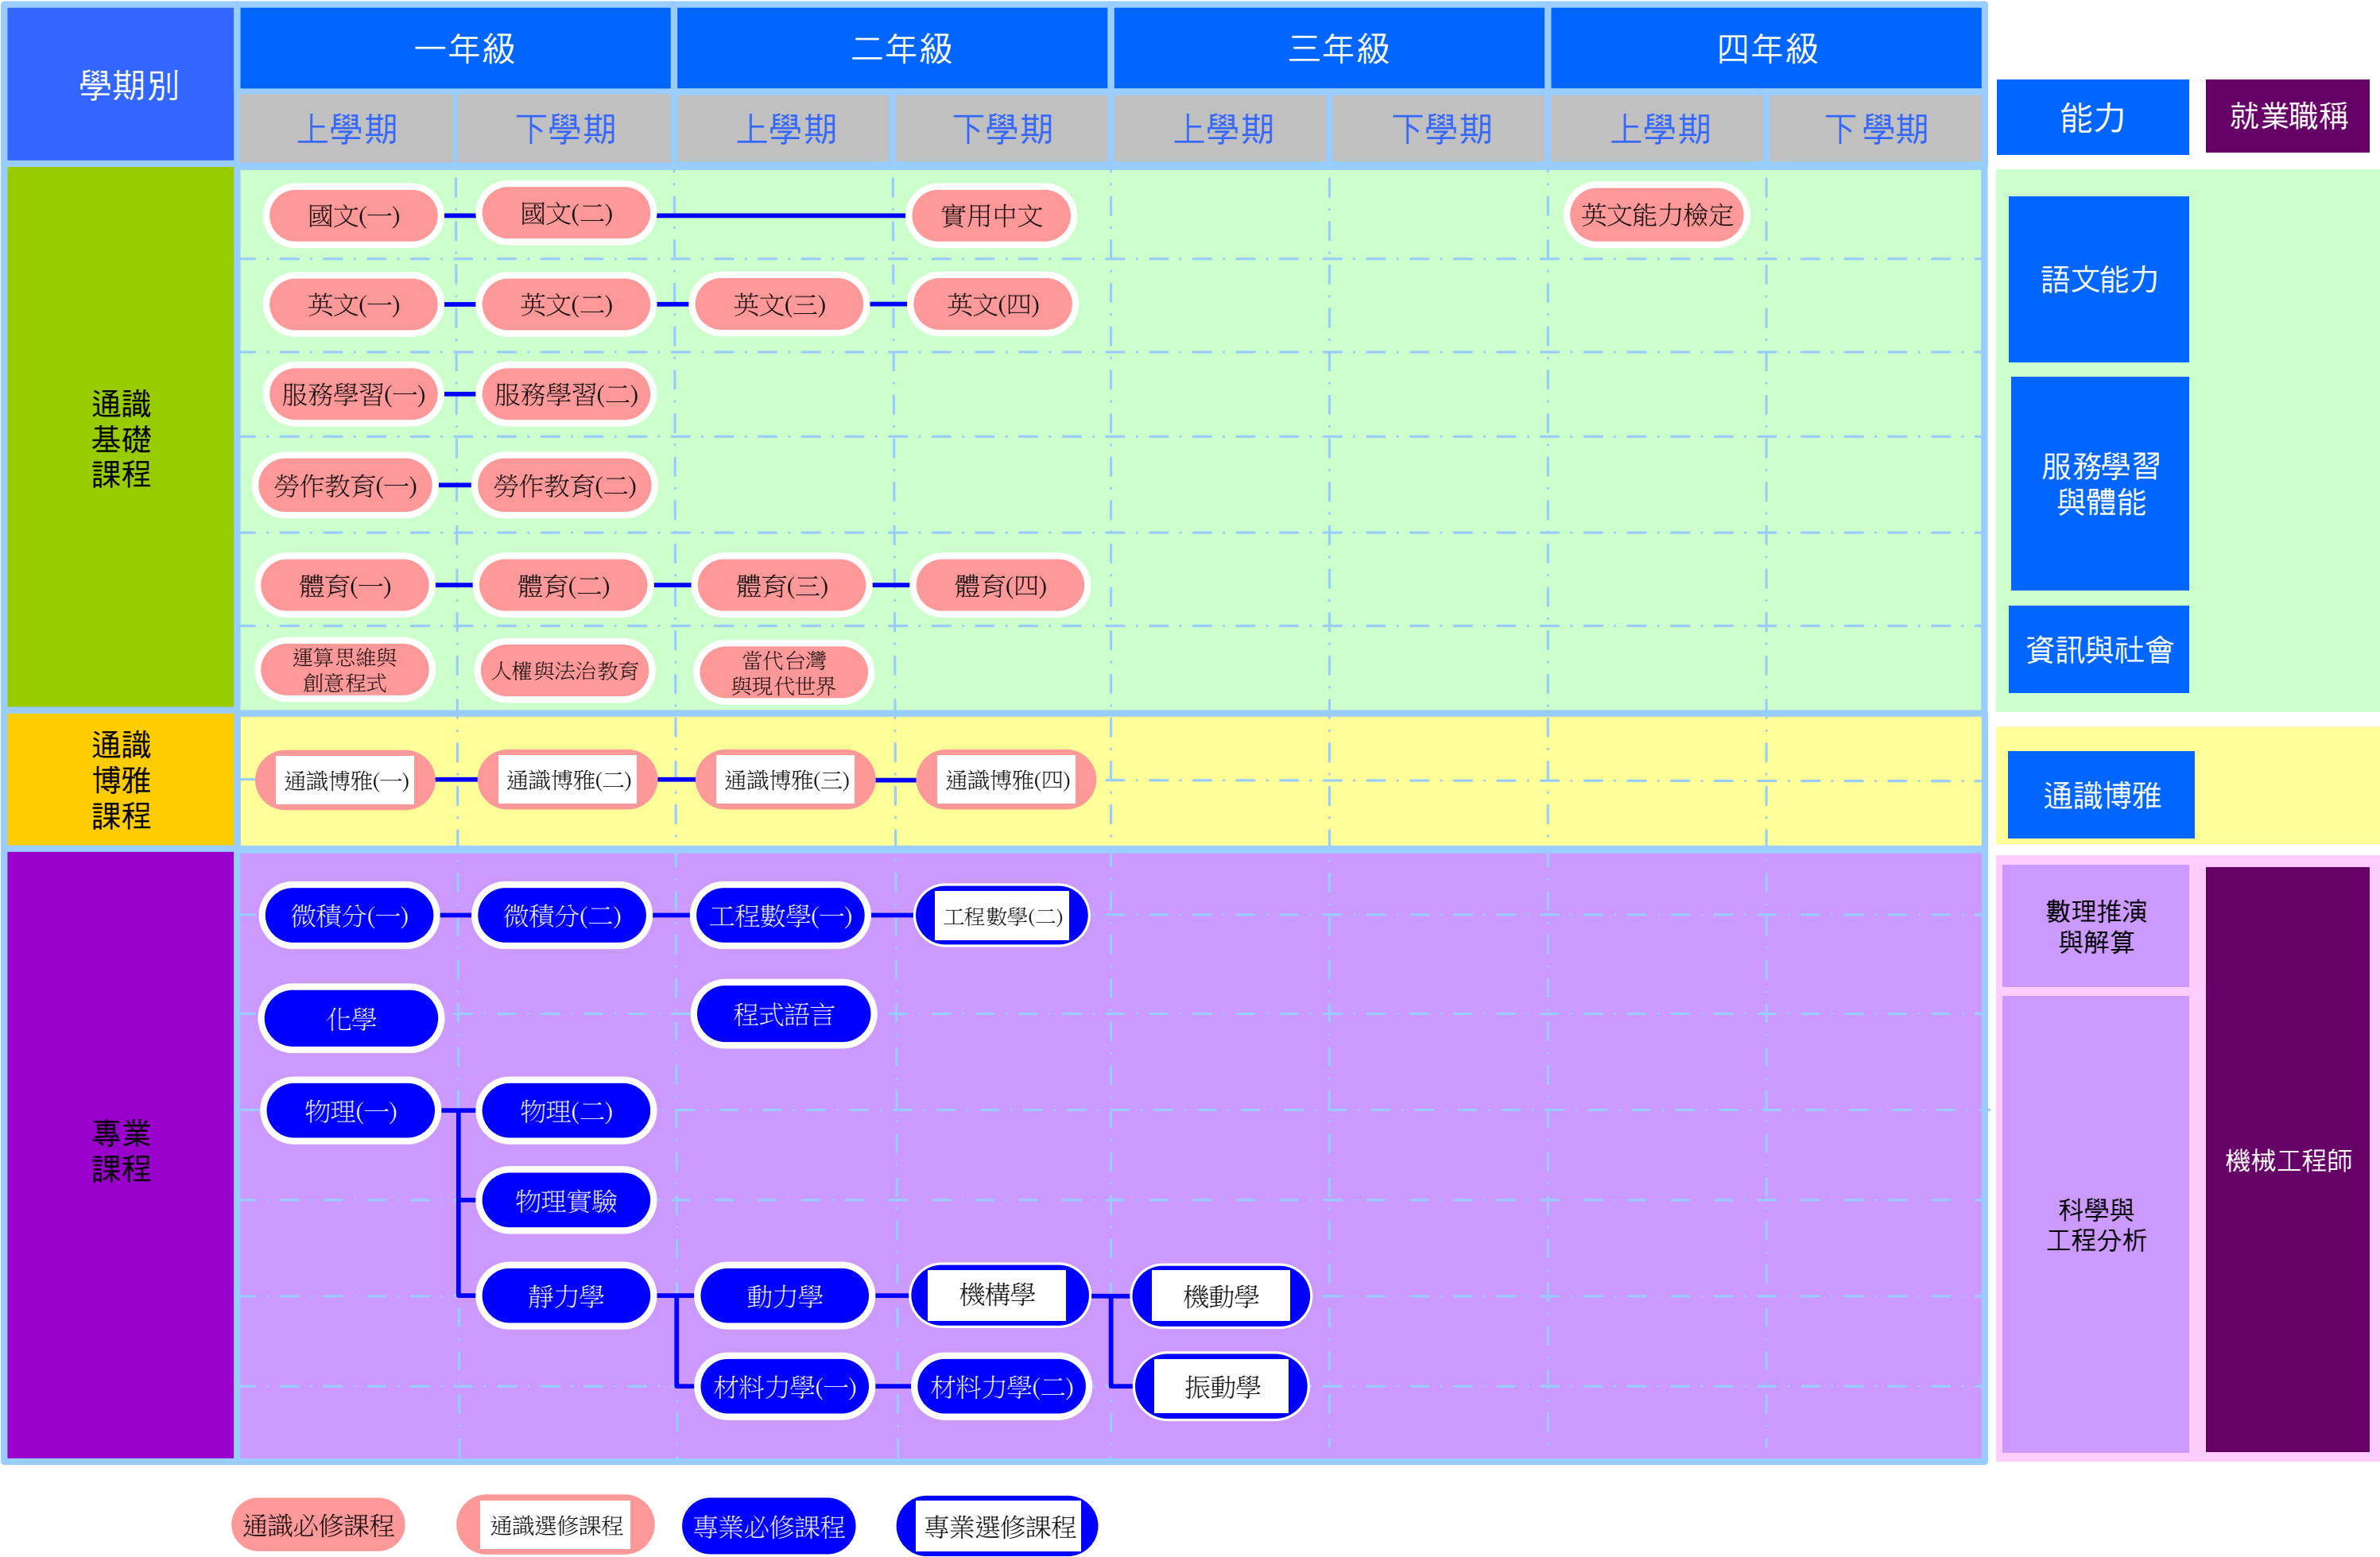 學期別
一年級
二年級
三年級
四年級
上學期
下學期
上學期
下學期
上學期
下學期
上學期
下學期
能力
就業職稱
通識
基礎
課程
國文(一)
國文(二)
實用中文
英文能力檢定
英文(一)
英文(二)
英文(三)
英文(四)
服務學習(一)
服務學習(二)
勞作教育(一)
勞作教育(二)
體育(一)
體育(二)
體育(三)
體育(四)
運算思維與
創意程式
人權與法治教育
當代台灣
與現代世界
語文能力
服務學習
與體能
資訊與社會
通識
博雅
課程
通識博雅(一)
通識博雅(二)
通識博雅(三)
通識博雅(四)
通識博雅
專業
課程
微積分(一)
微積分(二)
工程數學(一)
工程數學(二)
化學
程式語言
物理(一)
物理(二)
物理實驗
靜力學
動力學
機構學
機動學
材料力學(一)
材料力學(二)
振動學
數理推演
與解算
科學與
工程分析
機械工程師
通識必修課程
通識選修課程
專業必修課程
專業選修課程